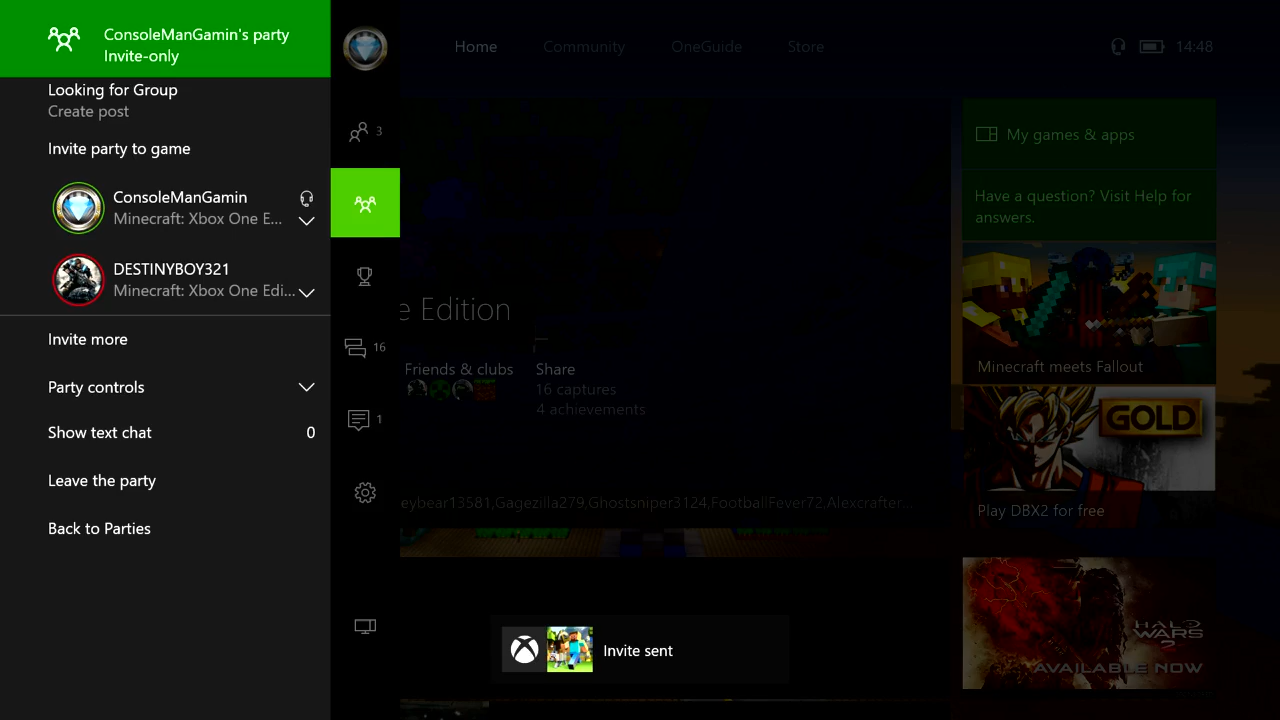 ConsoleManGamin's party
Invite-only
Looking for Group
Create post
Invite party to game
ConsoleManGamin
Minecraft: Xbox One E...
DESTINYBOY321
Minecraft: Xbox One Edi...
Invite more
Party controls
Show text chat 0
Leave the party
Back to Parties
3
16
1
Home Community OneGuide Store
14:48
e Edition
Friends & clubs
Share
16 captures
4 achievements
eybear13581,Gagezilla279,Ghostsniper3124,FootballFever72,Alexcrafter...
My games & apps
Have a question? Visit Help for
answers.
Minecraft meets Fallout
GOLD
Play DBX2 for free
HALO
WARS
2
AVAILABLE NOW
Invite sent